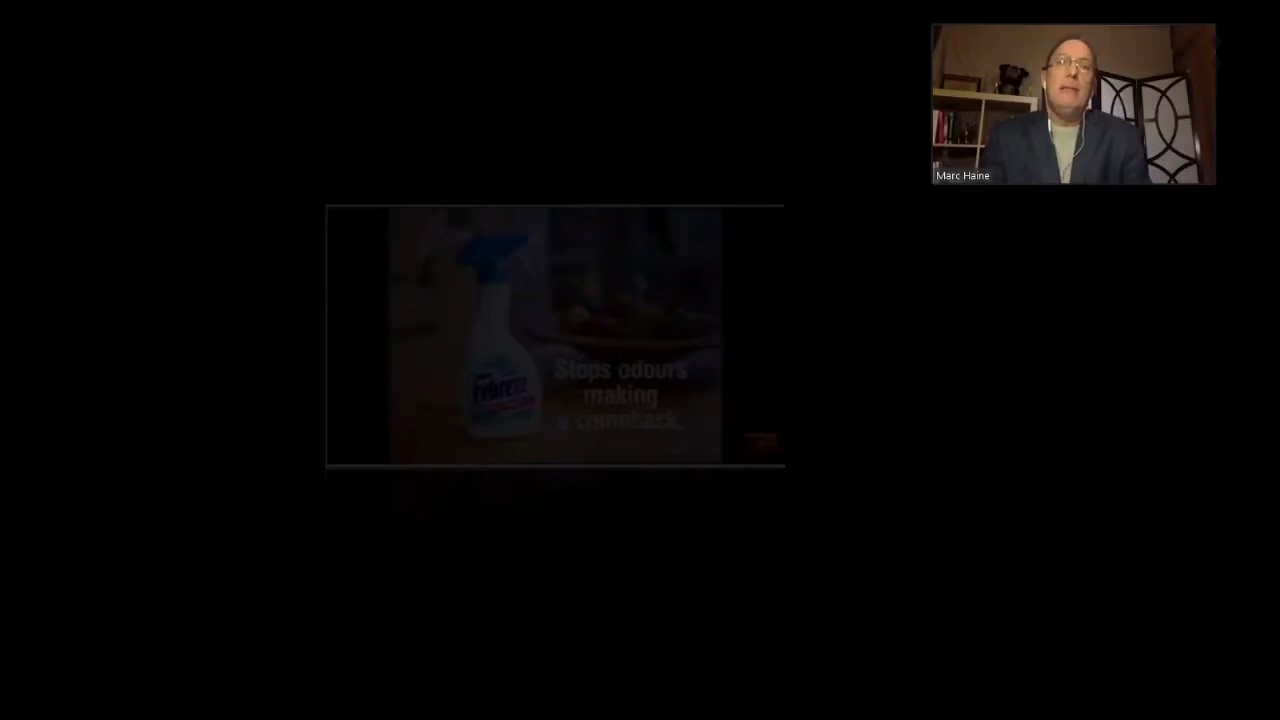 Marc Haine
Febreze
Stops odours
making
a comeback.